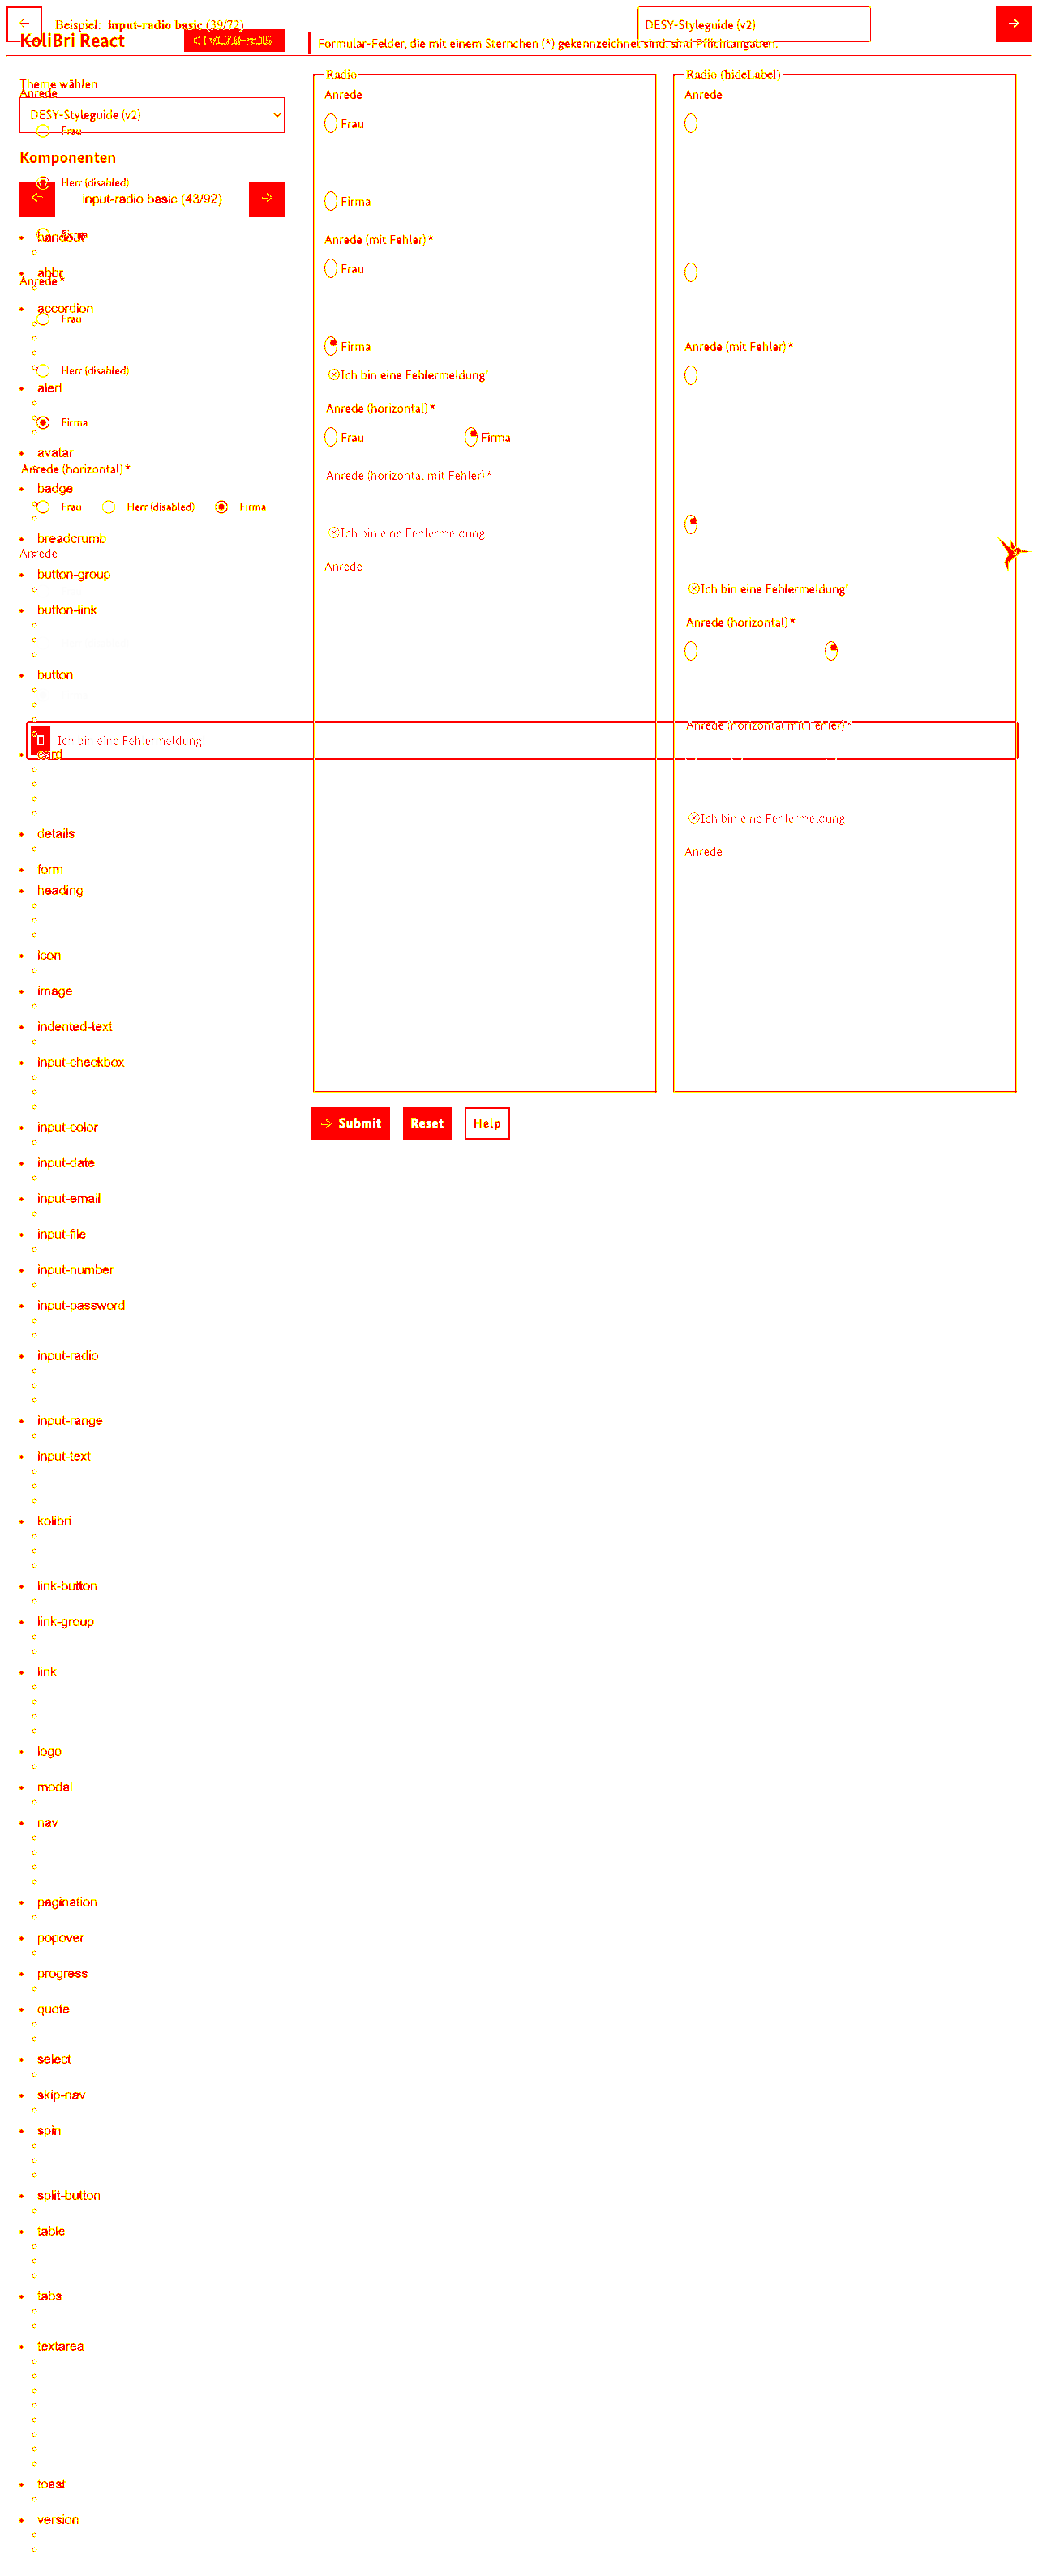 Beispiel: input-radio basic (39/72)
DESY-Styleguide (v2)
KoliBri React
v1.7.0-rc.15
Formular-Felder, die mit einem Sternchen (*) gekennzeichnet sind, sind Pflichtangaben.
Theme wählen
Anrede
DESY-Styleguide (v2)
Frau
Komponenten
Herr (disabled)
input-radio basic (43/92)
Firma
handout
abbr
Anrede *
accordion
Frau
Herr (disabled)
alert
Firma
avatar
Anrede (horizontal) *
badge
Frau Herr (disabled) Firma
breadcrumb
Anrede
button-group
button-link
button
Ich bin eine Fehlermeldung!
card
details
form
heading
icon
image
indented-text
input-checkbox
input-color
input-date
input-email
input-file
input-number
input-password
input-radio
input-range
input-text
kolibri
link-button
link-group
link
logo
modal
nav
pagination
popover
progress
quote
select
skip-nav
spin
split-button
table
tabs
textarea
toast
version
Radio
Anrede
Frau
Firma
Anrede (mit Fehler) *
Frau
Firma
Ich bin eine Fehlermeldung!
Anrede (horizontal) *
Frau Firma
Anrede (horizontal mit Fehler) *
Ich bin eine Fehlermeldung!
Anrede
Radio (hideLabel)
Anrede
Anrede (mit Fehler) *
Ich bin eine Fehlermeldung!
Anrede (horizontal) *
Anrede (horizontal mit Fehler) *
Ich bin eine Fehlermeldung!
Anrede
Submit Reset Help